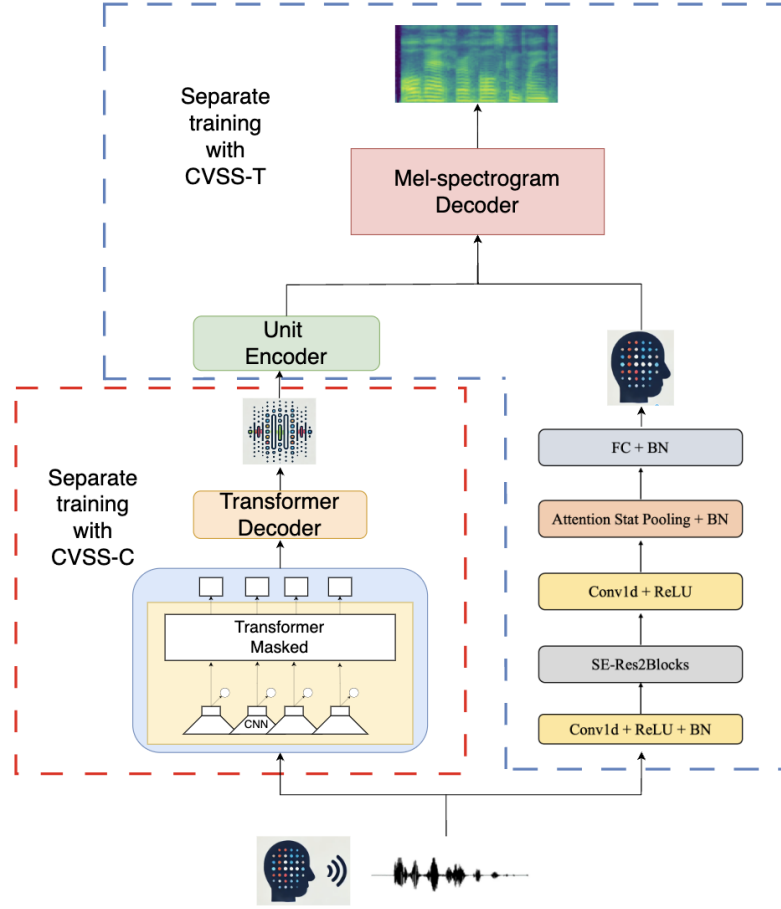 Separate
training
with
CVSS-T
Mel-spectrogram
Decoder
Unit
Encoder
Separate
training
with
CVSS-C
Transformer
Decoder
Transformer
Masked
CNN
FC + BN
Attention Stat Pooling + BN
Conv1d + ReLU
SE-Res2Blocks
Conv1d + ReLU + BN